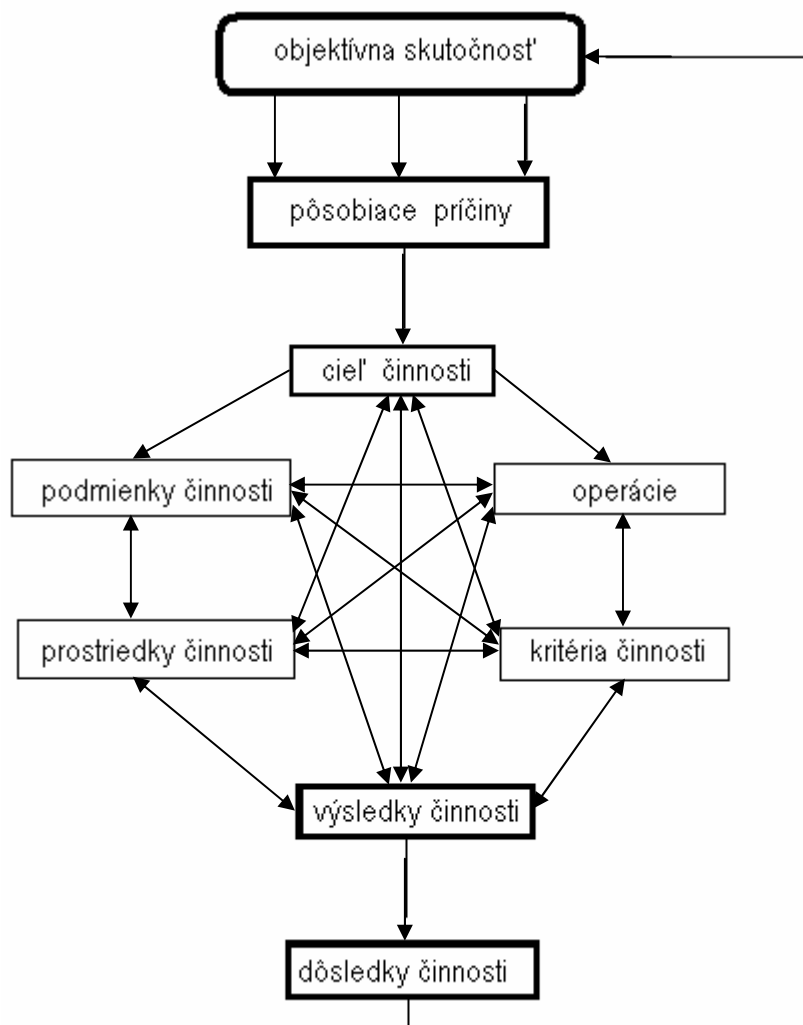 objektívna skutočnosť
pôsobiace príčiny
cieľ činnosti
podmienky činnosti
operácie
prostriedky činnosti
kritéria činnosti
výsledky činnosti
dôsledky činnosti